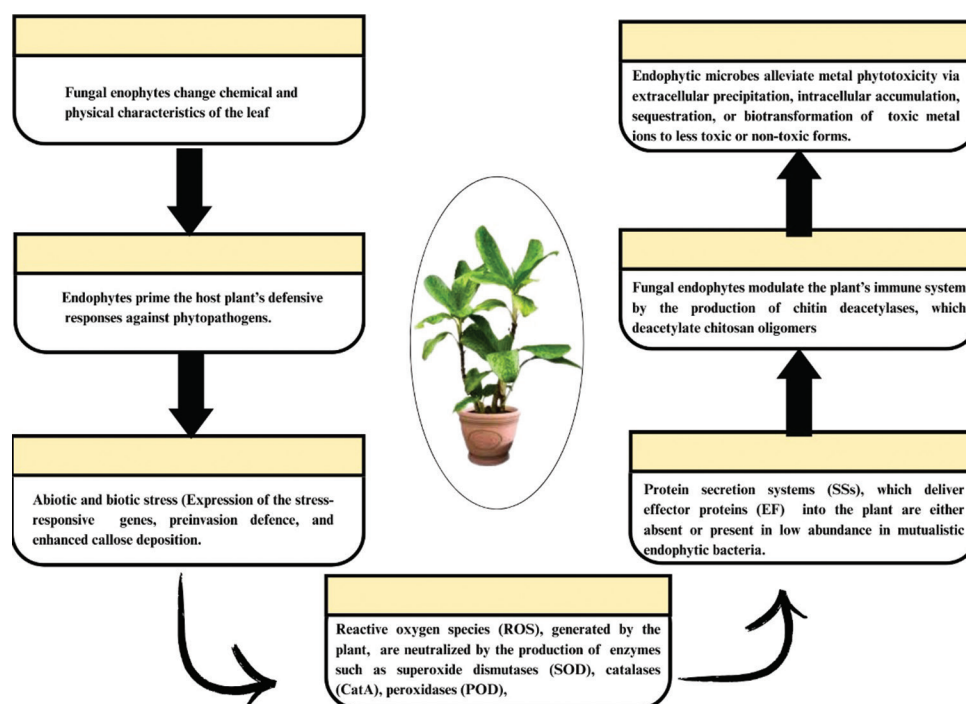 Fungal enophytes change chemical and
physical characteristics of the leaf
Endophytes prime the host plant's defensive
responses against phytopathogens.
Abiotic and biotic stress (Expression of the stress-
responsive genes, preinvasion defence, and
enhanced callose deposition.
Reactive oxygen species (ROS), generated by the
plant, are neutralized by the production of enzymes
such as superoxide dismutases (SOD), catalases
(CatA), peroxidases (POD),
Protein secretion systems (SSs), which deliver
effector proteins (EF) into the plant are either
absent or present in low abundance in mutualistic
endophytic bacteria.
Fungal endophytes modulate the plant's immune system
by the production of chitin deacetylases, which
deacetylate chitosan oligomers
Endophytic microbes alleviate metal phytotoxicity via
extracellular precipitation, intracellular accumulation,
sequestration, or biotransformation of toxic metal
ions to less toxic or non-toxic forms.